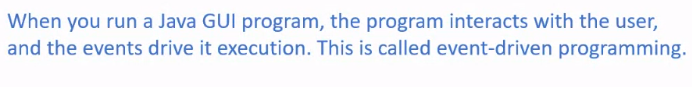 When you run a Java GUI program, the program interacts with the user,
and the events drive it execution. This is called event-driven programming.